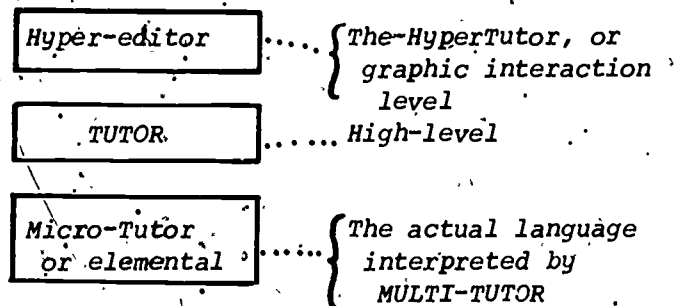 Hyper-editor ..... The-HyperTutor, or
graphic interaction
level
TUTOR ..... High-level
Micro-Tutor
or elemental ..... The actual language
interpreted by
MULTI-TUTOR